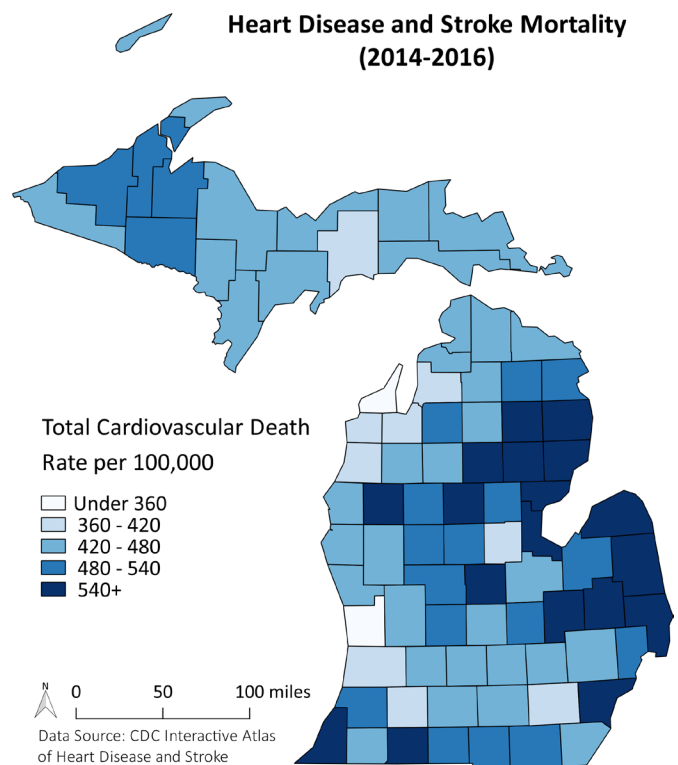 Heart Disease and Stroke Mortality
(2014-2016)
Total Cardiovascular Death
Rate per 100,000
Under 360
360 - 420
420 - 480
480 - 540
540+
N
0 50 100 miles
Data Source: CDC Interactive Atlas
of Heart Disease and Stroke